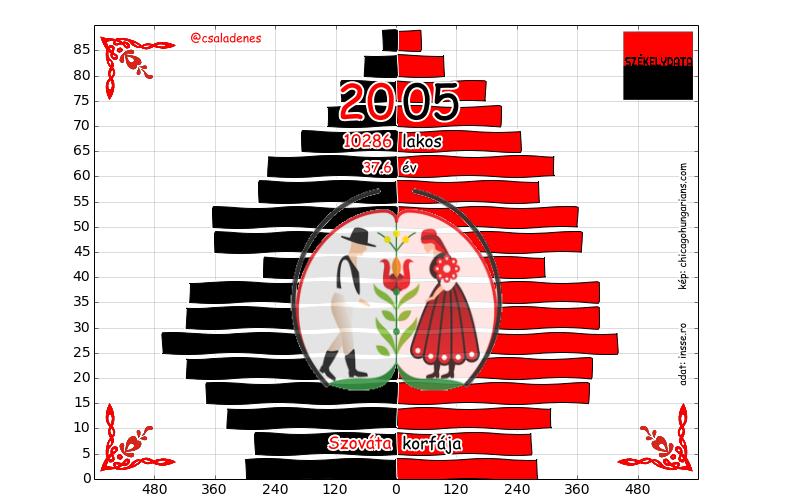 @csaladenes
SZÉKELYDATA
2005
10286 lakos
37.6 év
kép: chicagohungarians.com
adat: insse.ro
Szováta korfája
85
80
75
70
65
60
55
50
45
40
35
30
25
20
15
10
5
0
480 360 240 120 0 120 240 360 480